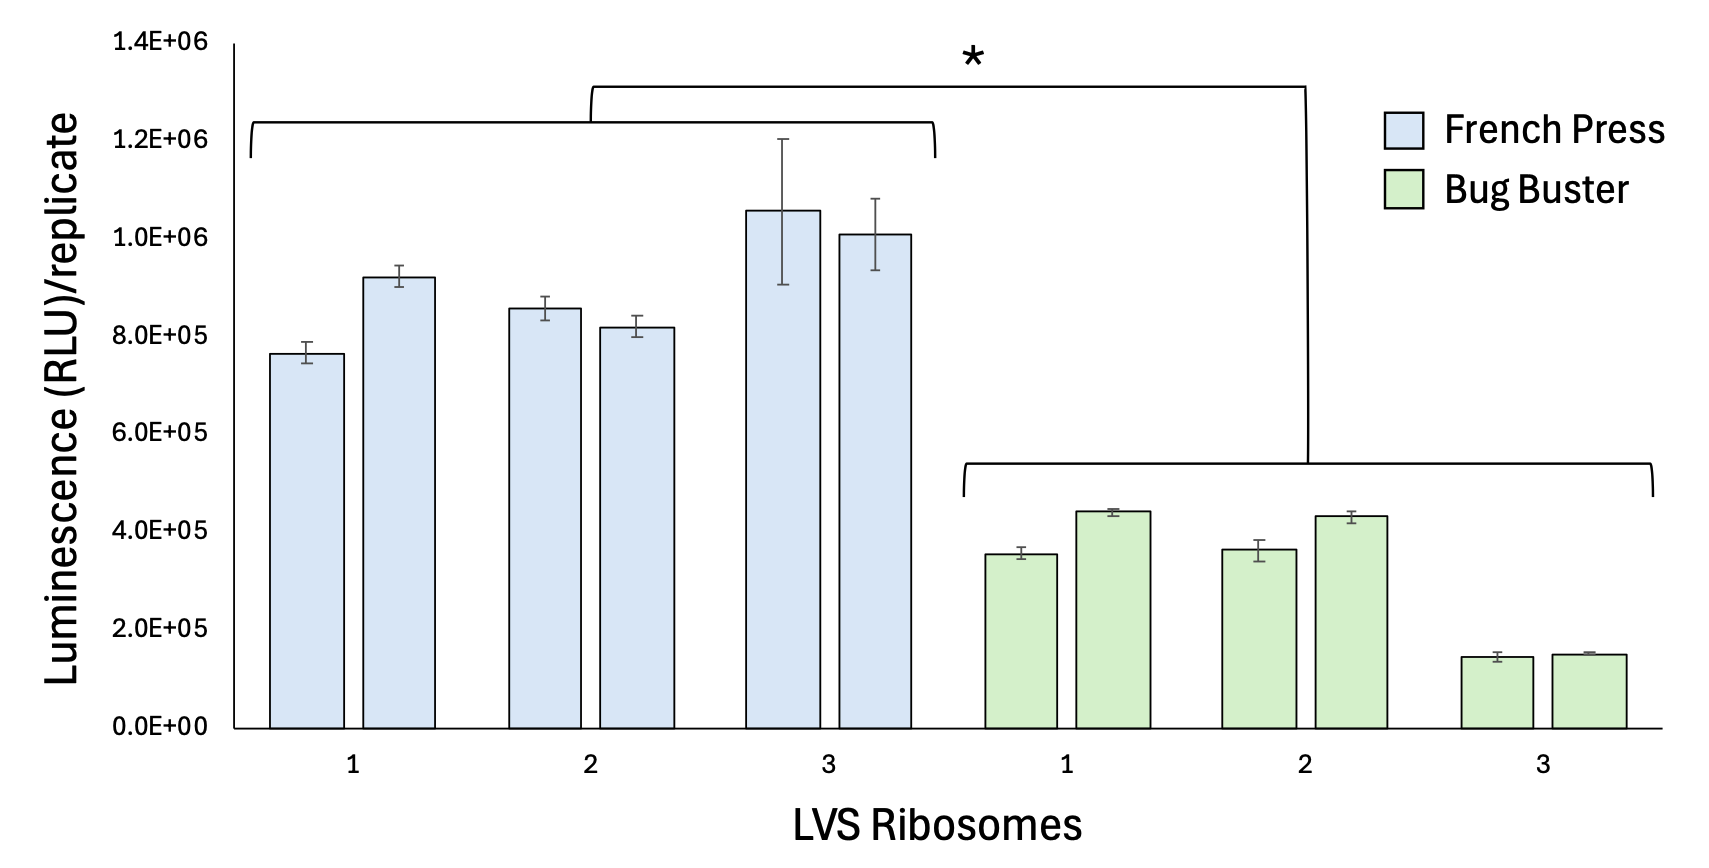 1.4E+06
*
1.2E+06
1.0E+06
8.0E+05
6.0E+05
4.0E+05
2.0E+05
0.0E+00
Luminescence (RLU)/replicate
French Press
Bug Buster
1 2 3 1 2 3
LVS Ribosomes